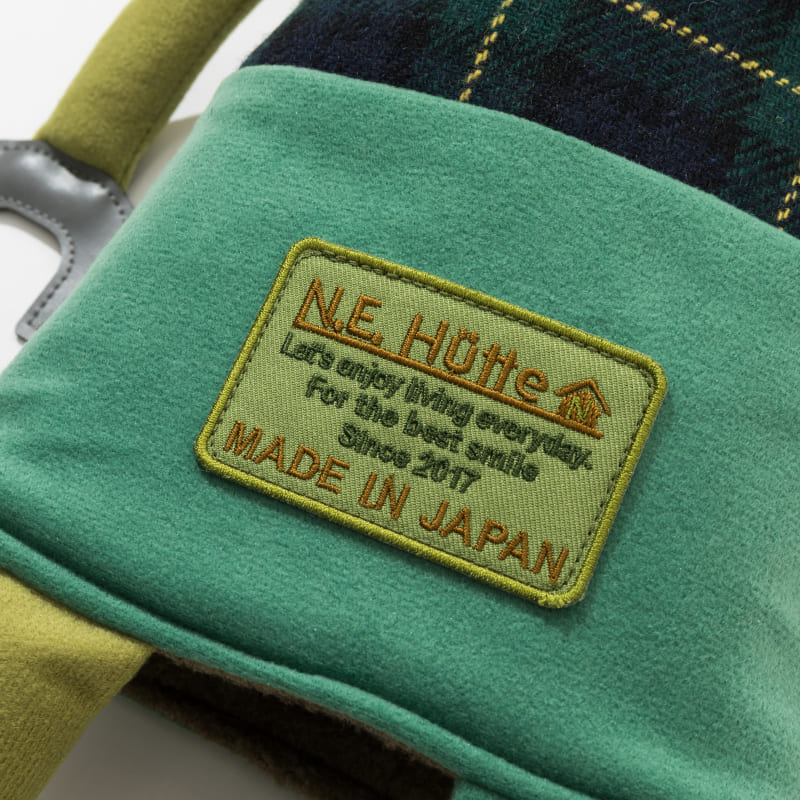 N.E. Hütte N
Let's enjoy living everyday.
For the best smile
Since 2017
MADE IN JAPAN